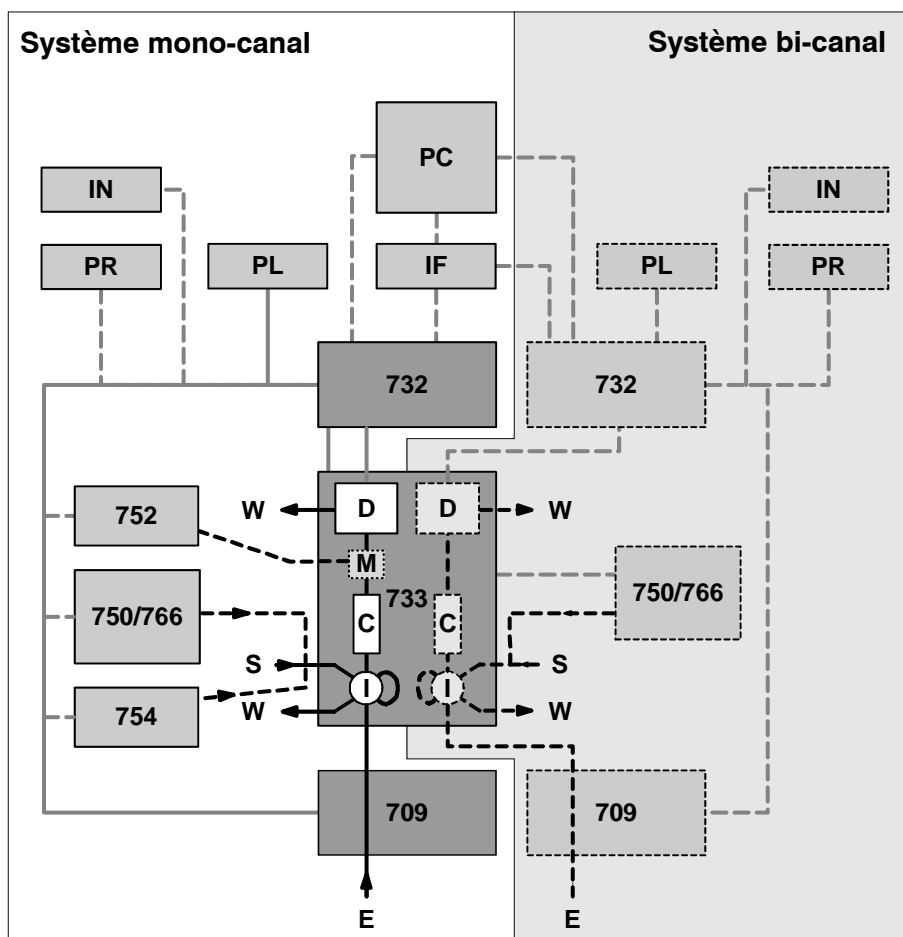 Système mono-canal
Système bi-canal
PC
IN
IN
PR
PL
IF
PL
PR
732
732
W
D
D
W
752
M
750/766
733
750/766
C
C
S
S
I
I
W
W
754
709
709
E
E